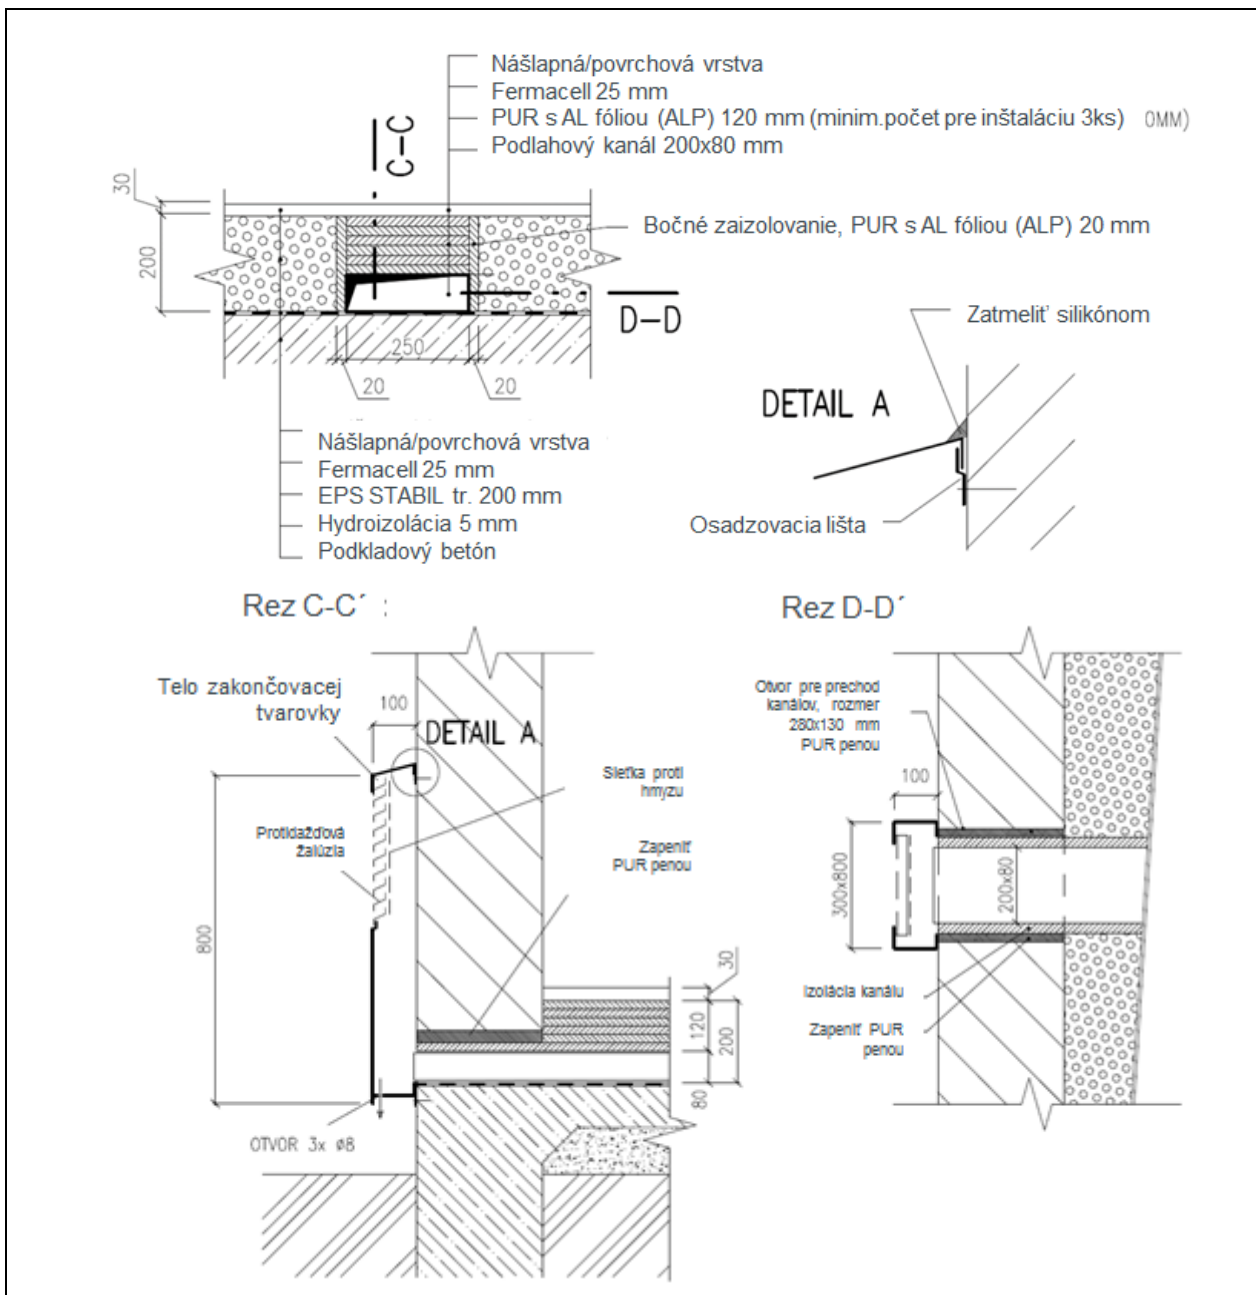 Nášlapná/povrchová vrstva
Fermacell 25 mm
PUR s AL fóliou (ALP) 120 mm (minim.počet pre inštaláciu 3ks) 0MM)
Podlahový kanál 200x80 mm
C-C
30
200
Bočné zaizolovanie, PUR s AL fóliou (ALP) 20 mm
D-D
250
20
20
Zatmeliť silikónom
DETAIL A
Osadzovacia lišta
Nášlapná/povrchová vrstva
Fermacell 25 mm
EPS STABIL tr. 200 mm
Hydroizolácia 5 mm
Podkladový betón
Rez C-C´ :
Telo zakončovacej
tvarovky
100
DETAIL A
Sieťka proti
hmyzu
Protidažďová
žalúzia
Zapeniť
PUR penou
800
30
120
200
80
OTVOR 3x ø8
Rez D-D´
Otvor pre prechod
kanálov, rozmer
280x130 mm
PUR penou
100
300x800
200x80
Izolácia kanálu
Zapeniť PUR
penou